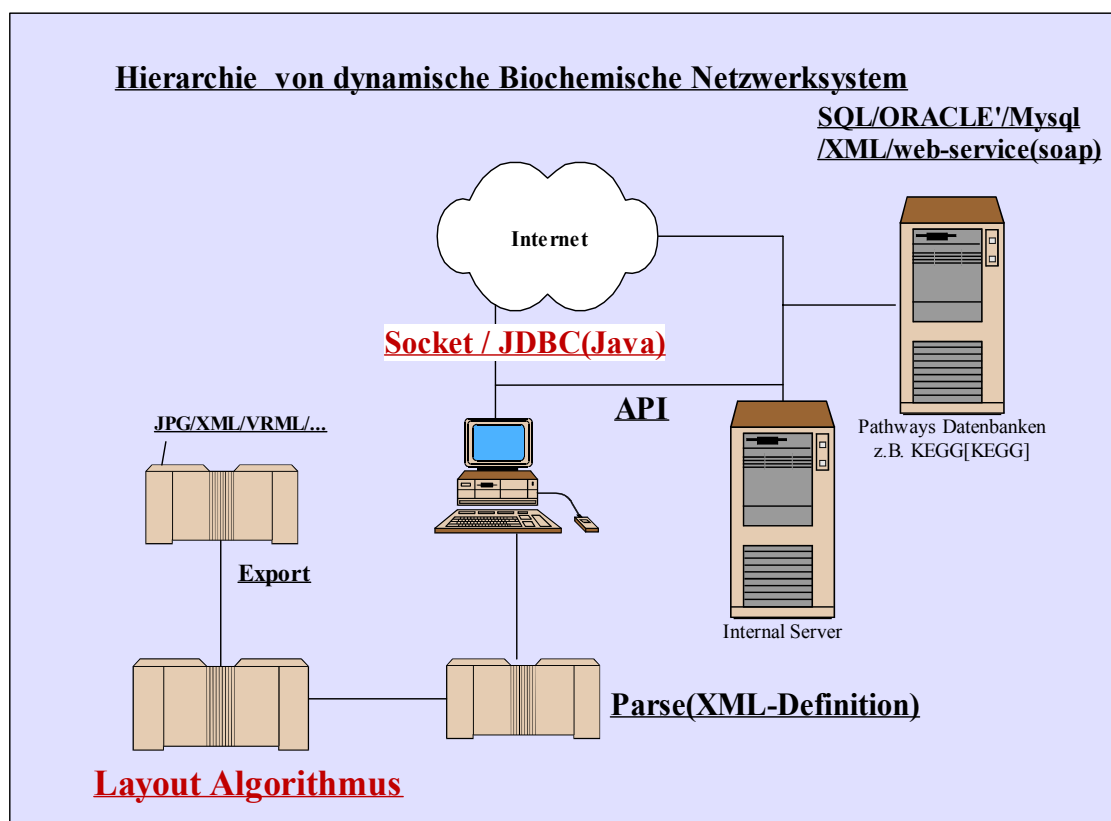 Hierarchie von dynamische Biochemische Netzwerksystem
SQL/ORACLE'/Mysql
/XML/web-service(soap)
Internet
Socket / JDBC(Java)
API
JPG/XML/VRML/...
Pathways Datenbanken
z.B. KEGG[KEGG]
Export
Internal Server
Parse(XML-Definition)
Layout Algorithmus